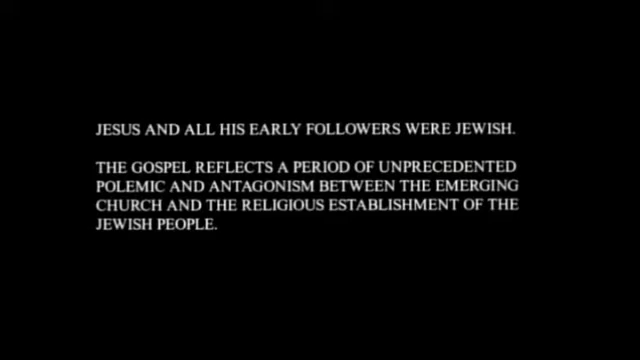 JESUS AND ALL HIS EARLY FOLLOWERS WERE JEWISH.
THE GOSPEL REFLECTS A PERIOD OF UNPRECEDENTED
POLEMIC AND ANTAGONISM BETWEEN THE EMERGING
CHURCH AND THE RELIGIOUS ESTABLISHMENT OF THE
JEWISH PEOPLE.